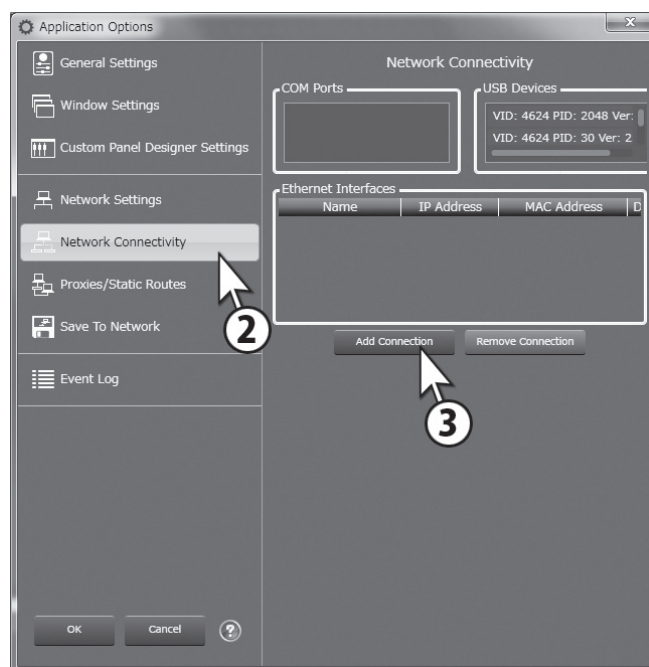 Application Options
x
General Settings
Window Settings
Custom Panel Designer Settings
Network Settings
Network Connectivity
Proxies/Static Routes
Save To Network
Event Log
OK Cancel ?
Network Connectivity
COM Ports
USB Devices
VID: 4624 PID: 2048 Ver:
VID: 4624 PID: 30 Ver: 2
Ethernet Interfaces
Name IP Address MAC Address D
Add Connection Remove Connection
2
3